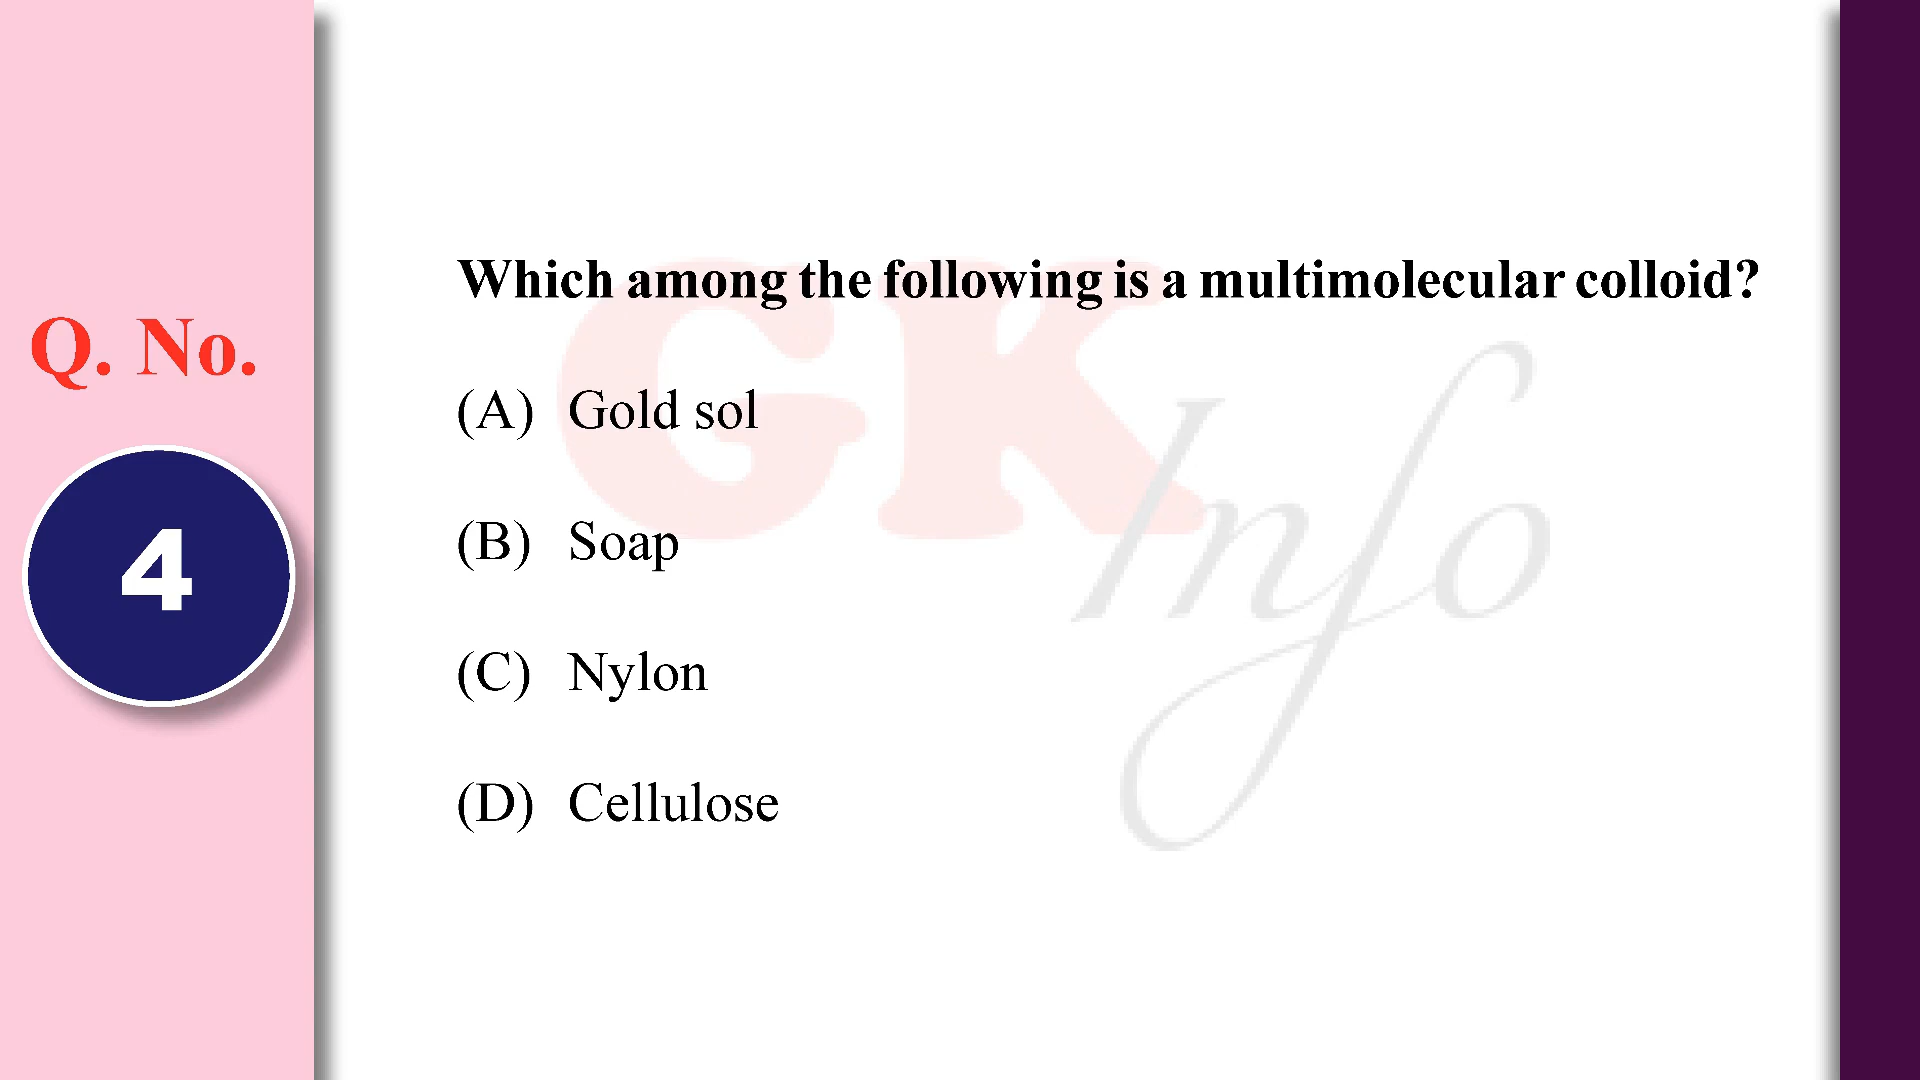 Q. No.
4
Which among the following is a multimolecular colloid?
(A) Gold sol
(B) Soap
(C) Nylon
(D) Cellulose
GK
Info